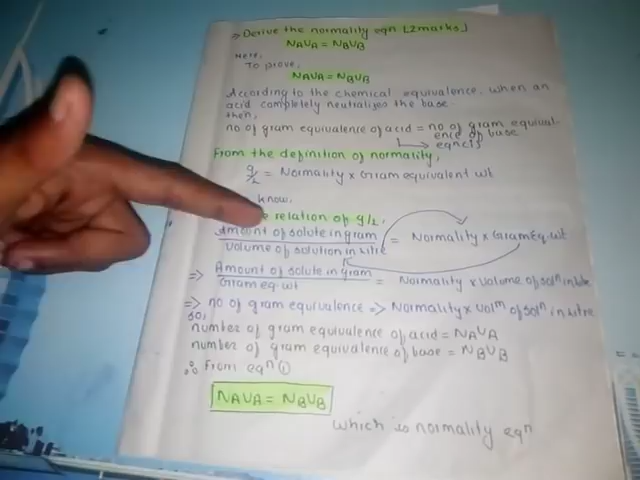 ⇒ Derive the normality eqn [2marks]
NAVA = NBVB
Here,
To prove,
NAVA = NBVB
According to the chemical equivalence, when an
acid completely neutralizes the base
then,
no of gram equivalence of acid = no of gram equival-
ence of base
eqn(1)
From the definition of normality,
g/L = Normality × Gram equivalent wt
know,
relation of g/L,
Amount of solute in gram / Volume of solution in litre = Normality × Gram Eq. wt
⇒ Amount of solute in gram / Gram eq. wt = Normality × Volume of solⁿ in litre
⇒ no of gram equivalence ⇒ Normality × volᵐ of solⁿ in litre
so,
number of gram equivalence of acid = NAVA
number of gram equivalence of base = NBVB
∴ From eqⁿ (1)
NAVA = NBVB
which is normality eqⁿ